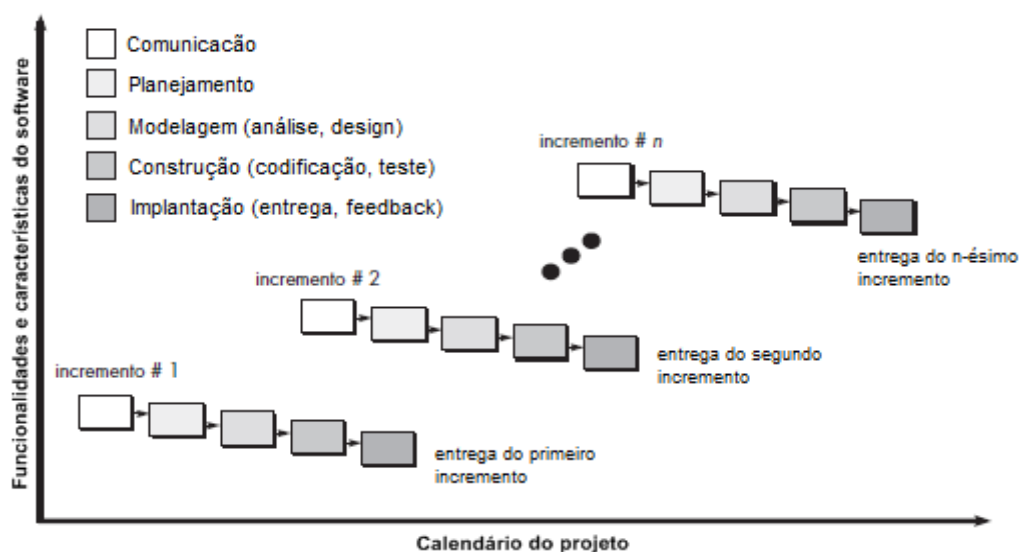 Funcionalidades e características do software
Comunicacão
Planejamento
Modelagem (análise, design)
Construção (codificação, teste)
Implantação (entrega, feedback)
incremento # n
entrega do n-ésimo
incremento
incremento # 2
entrega do segundo
incremento
incremento # 1
entrega do primeiro
incremento
Calendário do projeto